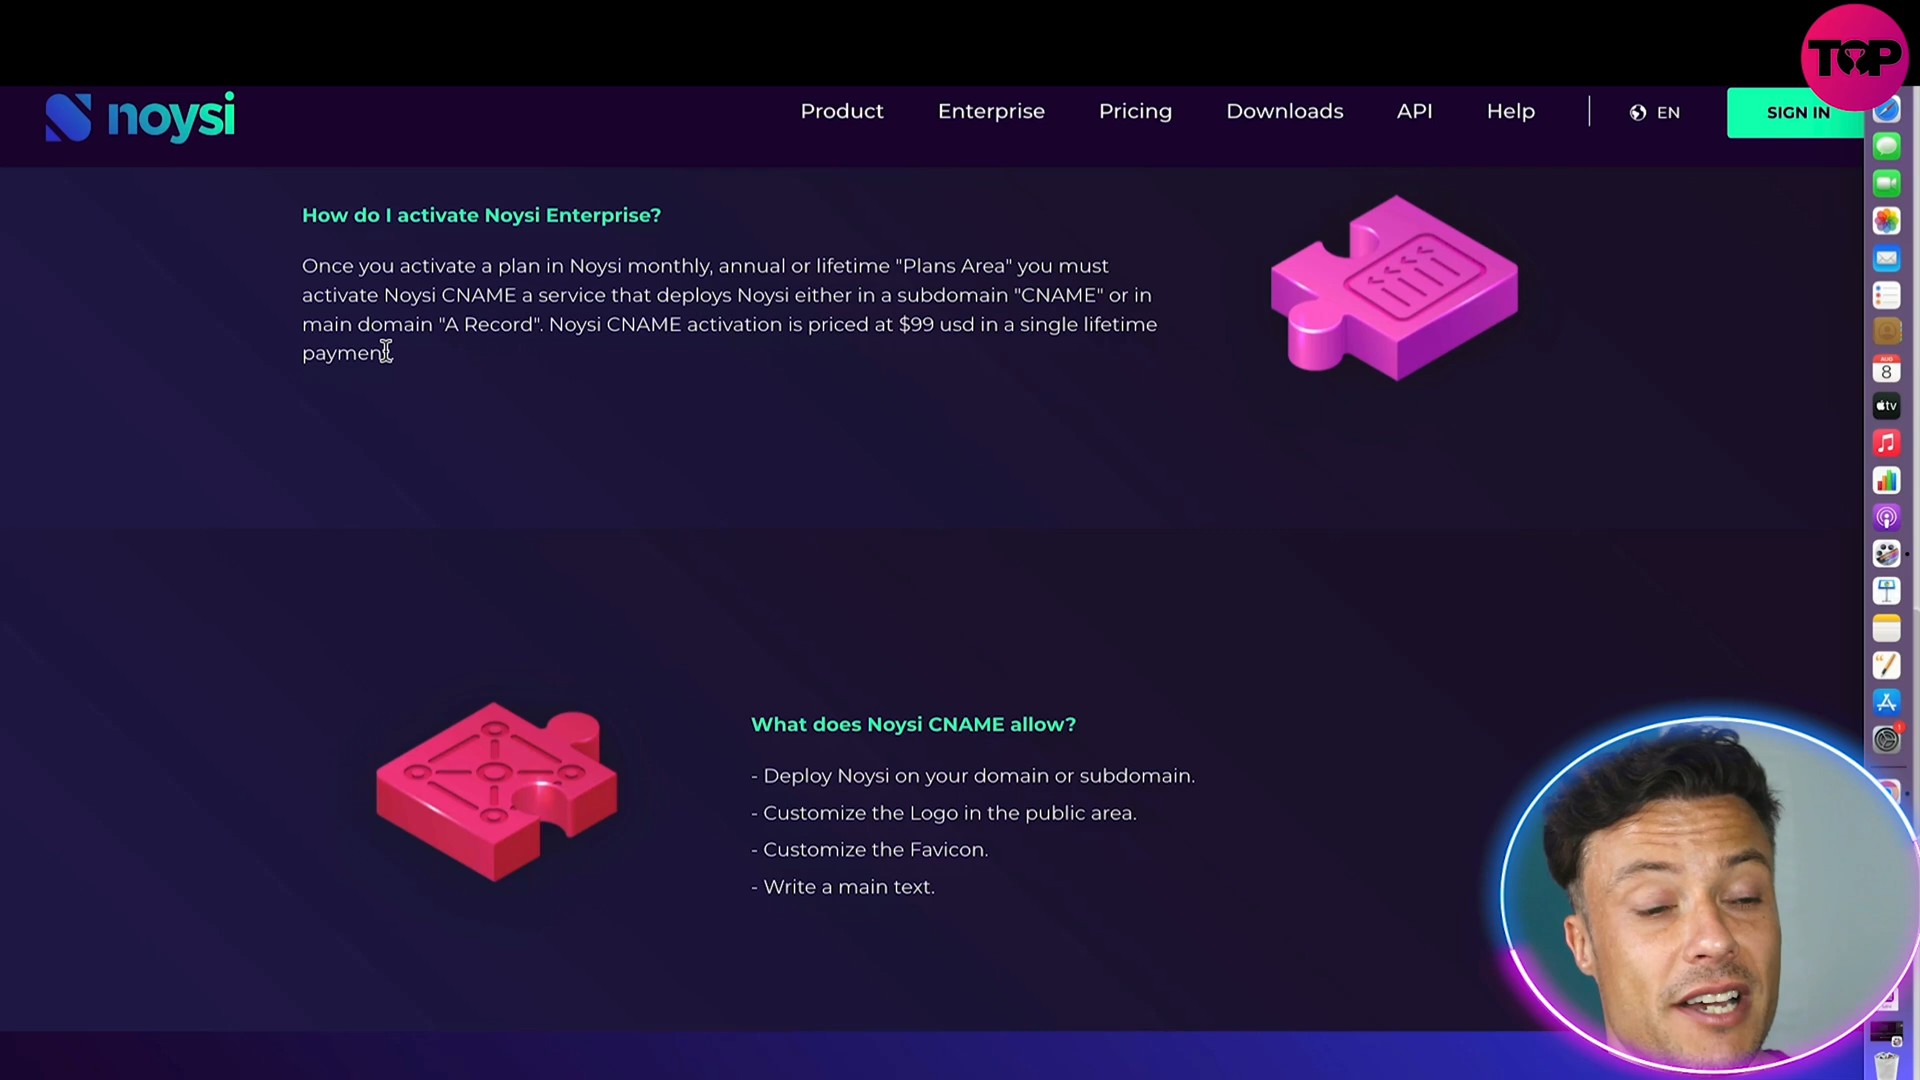 TOP
noysi
Product Enterprise Pricing Downloads API Help EN SIGN IN
How do I activate Noysi Enterprise?
Once you activate a plan in Noysi monthly, annual or lifetime "Plans Area" you must
activate Noysi CNAME a service that deploys Noysi either in a subdomain "CNAME" or in
main domain "A Record". Noysi CNAME activation is priced at $99 usd in a single lifetime
payment
What does Noysi CNAME allow?
- Deploy Noysi on your domain or subdomain.
- Customize the Logo in the public area.
- Customize the Favicon.
- Write a main text.
AUG
8
tv
1